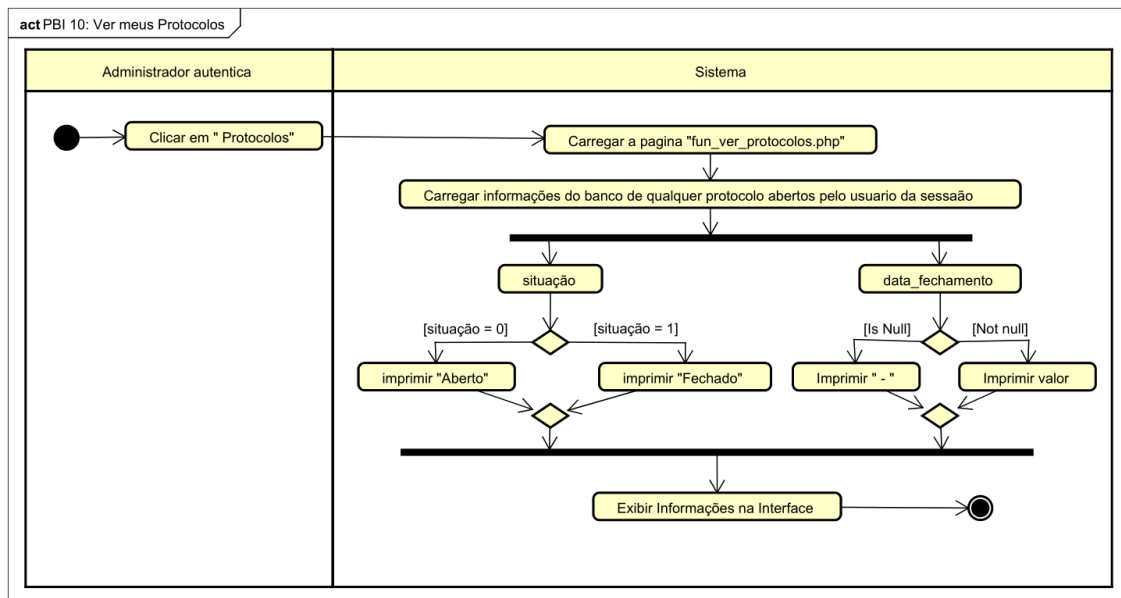 act PBI 10: Ver meus Protocolos
Administrador autentica
Sistema
Clicar em " Protocolos"
Carregar a pagina "fun_ver_protocolos.php"
Carregar informações do banco de qualquer protocolo abertos pelo usuario da sessaão
situação
data_fechamento
[situação = 0]
[situação = 1]
[Is Null]
[Not null]
imprimir "Aberto"
imprimir "Fechado"
Imprimir " - "
Imprimir valor
Exibir Informações na Interface